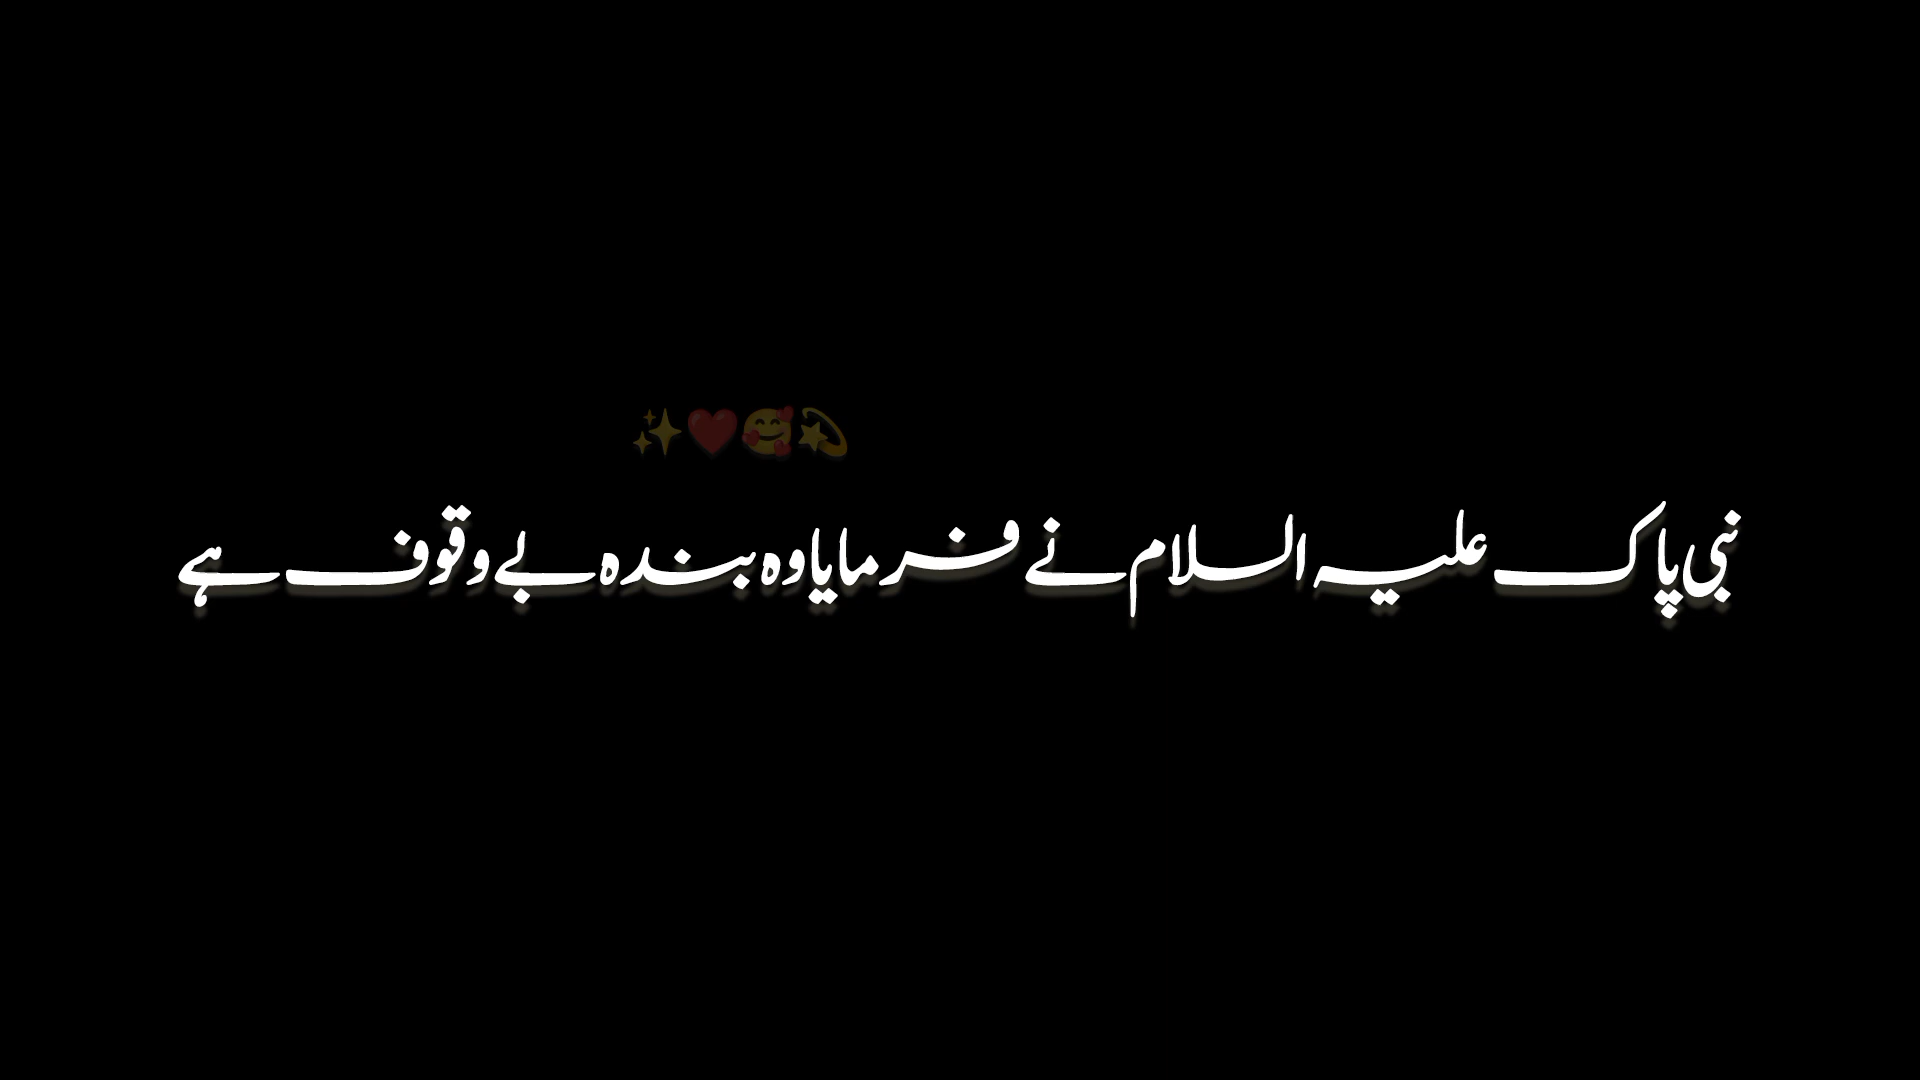 ✨❤️🥰💫
نبی پاک علیہ السلام نے فرمایا وہ بندہ بے وقوف ہے